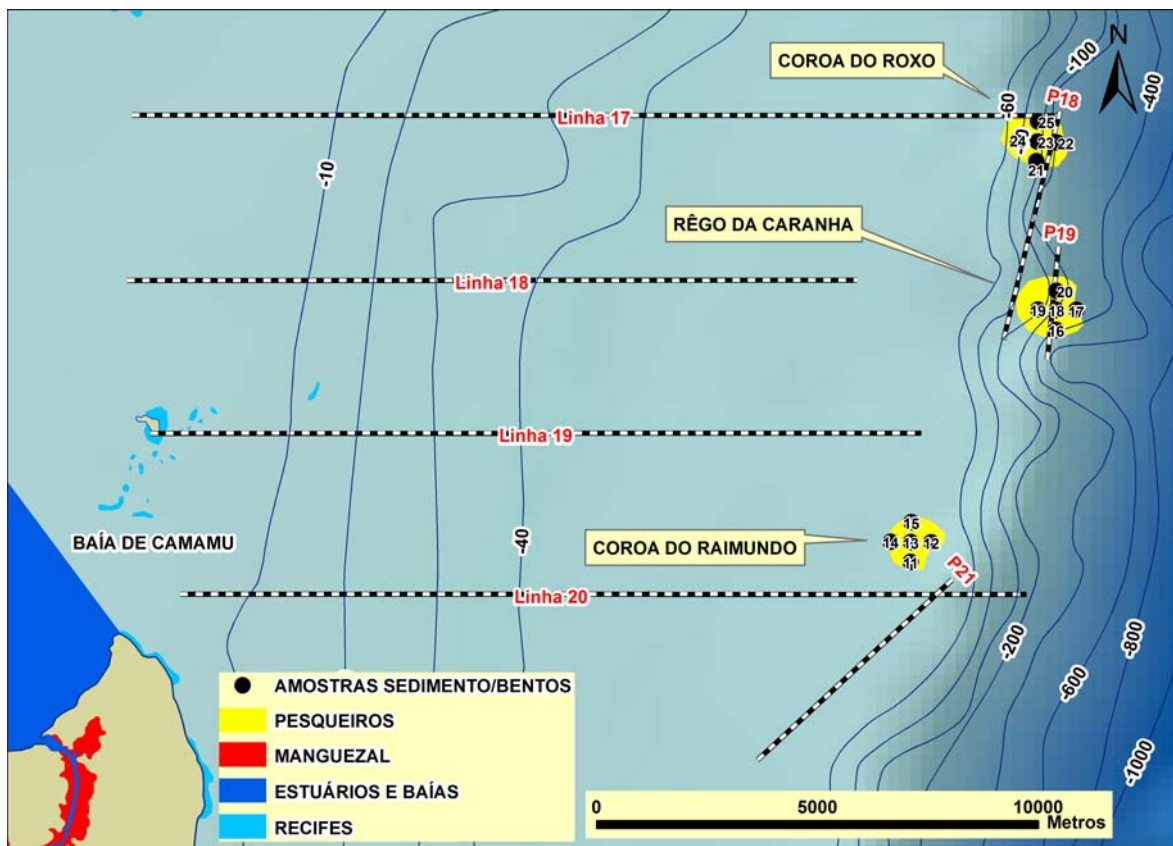 N
COROA DO ROXO
-60
-100
-400
P18
Linha 17
25
24
23
22
21
-10
RÊGO DA CARANHA
P19
Linha 18
20
19
18
17
16
Linha 19
15
14
13
12
11
BAÍA DE CAMAMU
-40
COROA DO RAIMUNDO
P21
Linha 20
-200
-800
-600
-1000
AMOSTRAS SEDIMENTO/BENTOS
PESQUEIROS
MANGUEZAL
ESTUÁRIOS E BAÍAS
RECIFES
0
5000
10000
Metros